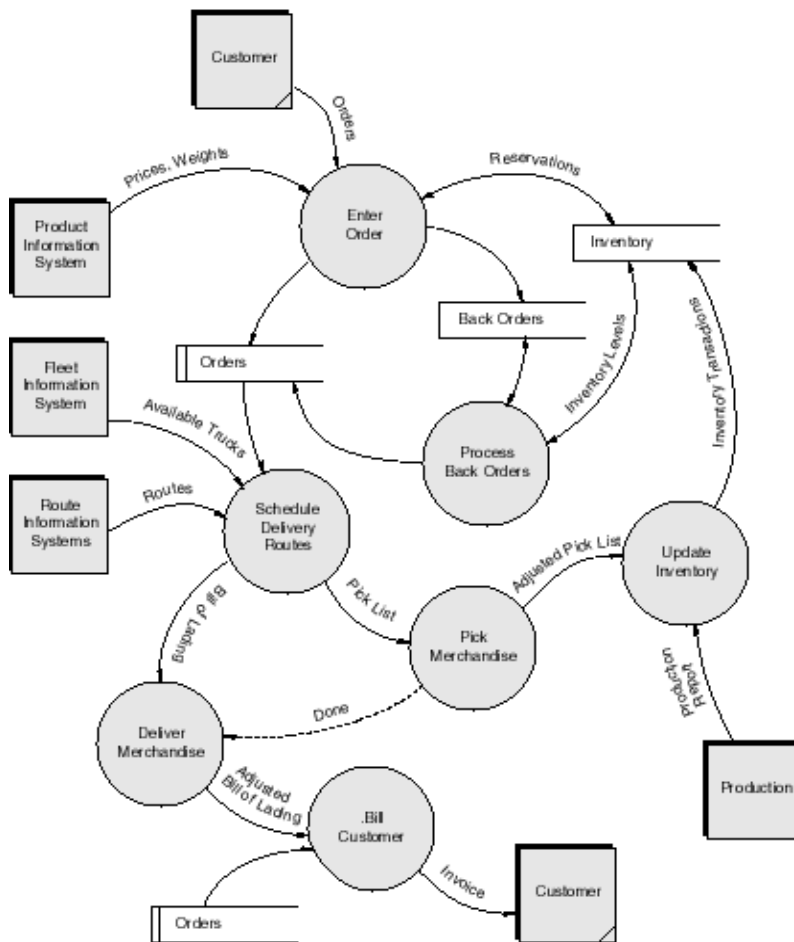 Customer
Orders
Prices, Weights
Reservations
Product
Information
System
Enter
Order
Inventory
Back Orders
Orders
Fleet
Information
System
Inventory Levels
Inventory Transactions
Available Trucks
Process
Back Orders
Route
Information
Systems
Routes
Schedule
Delivery
Routes
Adjusted Pick List
Update
Inventory
Bill of Lading
Pick List
Pick
Merchandise
Production
Report
Done
Deliver
Merchandise
Production
Adjusted
Bill of Lading
.Bill
Customer
Invoice
Customer
Orders